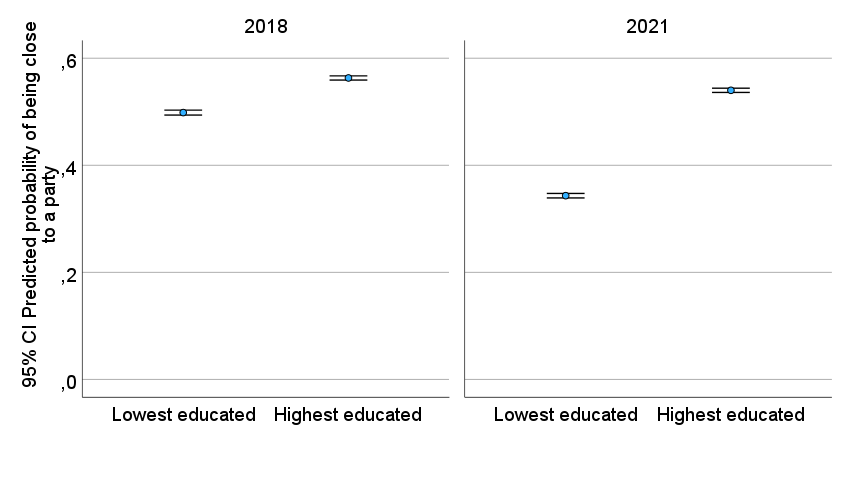 2018
2021
95% CI Predicted probability of being close
to a party
,6
,4
,2
,0
Lowest educated
Highest educated
Lowest educated
Highest educated